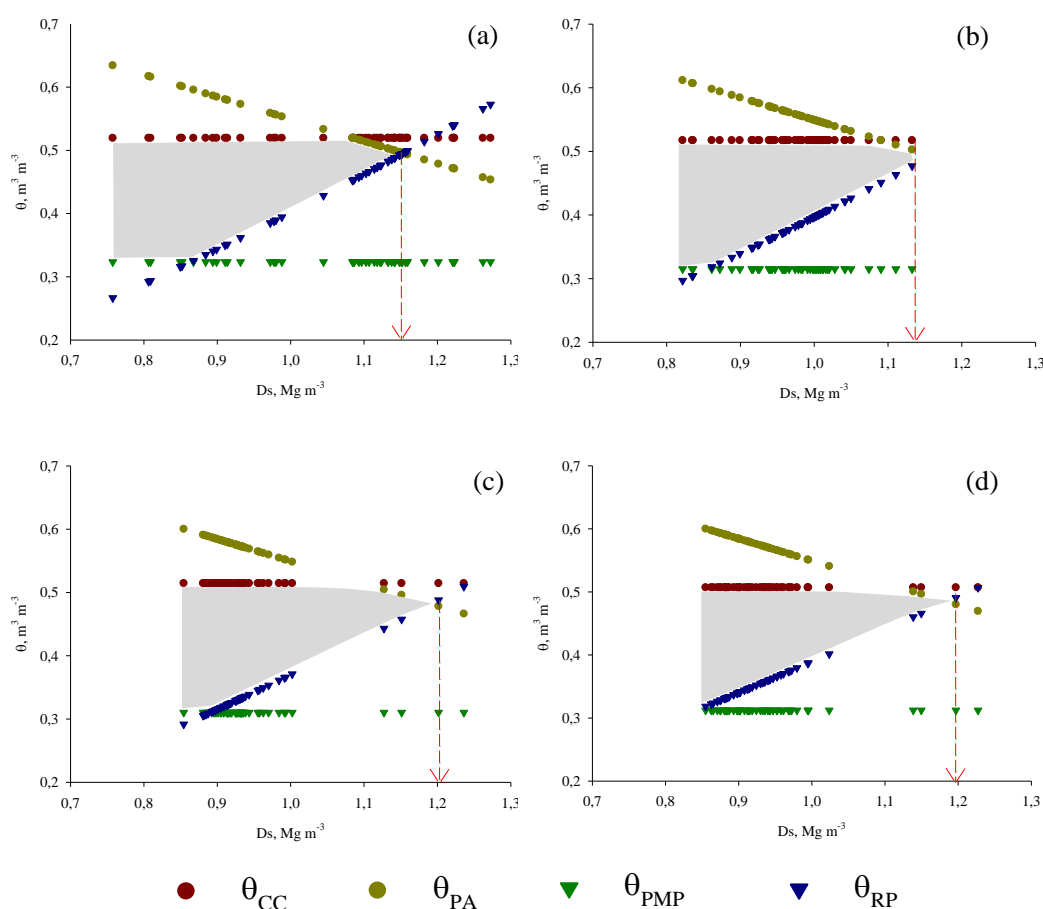 (a)
0,7
0,6
0,5
0,4
0,3
0,2
θ, m³ m⁻³
0,7 0,8 0,9 1,0 1,1 1,2 1,3
Ds, Mg m⁻³
(b)
0,7
0,6
0,5
0,4
0,3
0,2
θ, m³ m⁻³
0,7 0,8 0,9 1,0 1,1 1,2 1,3
Ds, Mg m⁻³
(c)
0,7
0,6
0,5
0,4
0,3
0,2
θ, m³ m⁻³
0,7 0,8 0,9 1,0 1,1 1,2 1,3
Ds, Mg m⁻³
(d)
0,7
0,6
0,5
0,4
0,3
0,2
θ, m³ m⁻³
0,7 0,8 0,9 1,0 1,1 1,2 1,3
Ds, Mg m⁻³
θCC θPA θPMP θRP